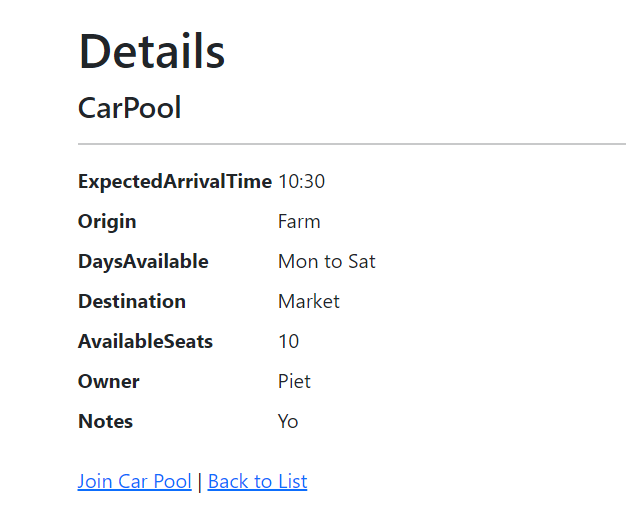 Details
CarPool
ExpectedArrivalTime 10:30
Origin Farm
DaysAvailable Mon to Sat
Destination Market
AvailableSeats 10
Owner Piet
Notes Yo
Join Car Pool | Back to List